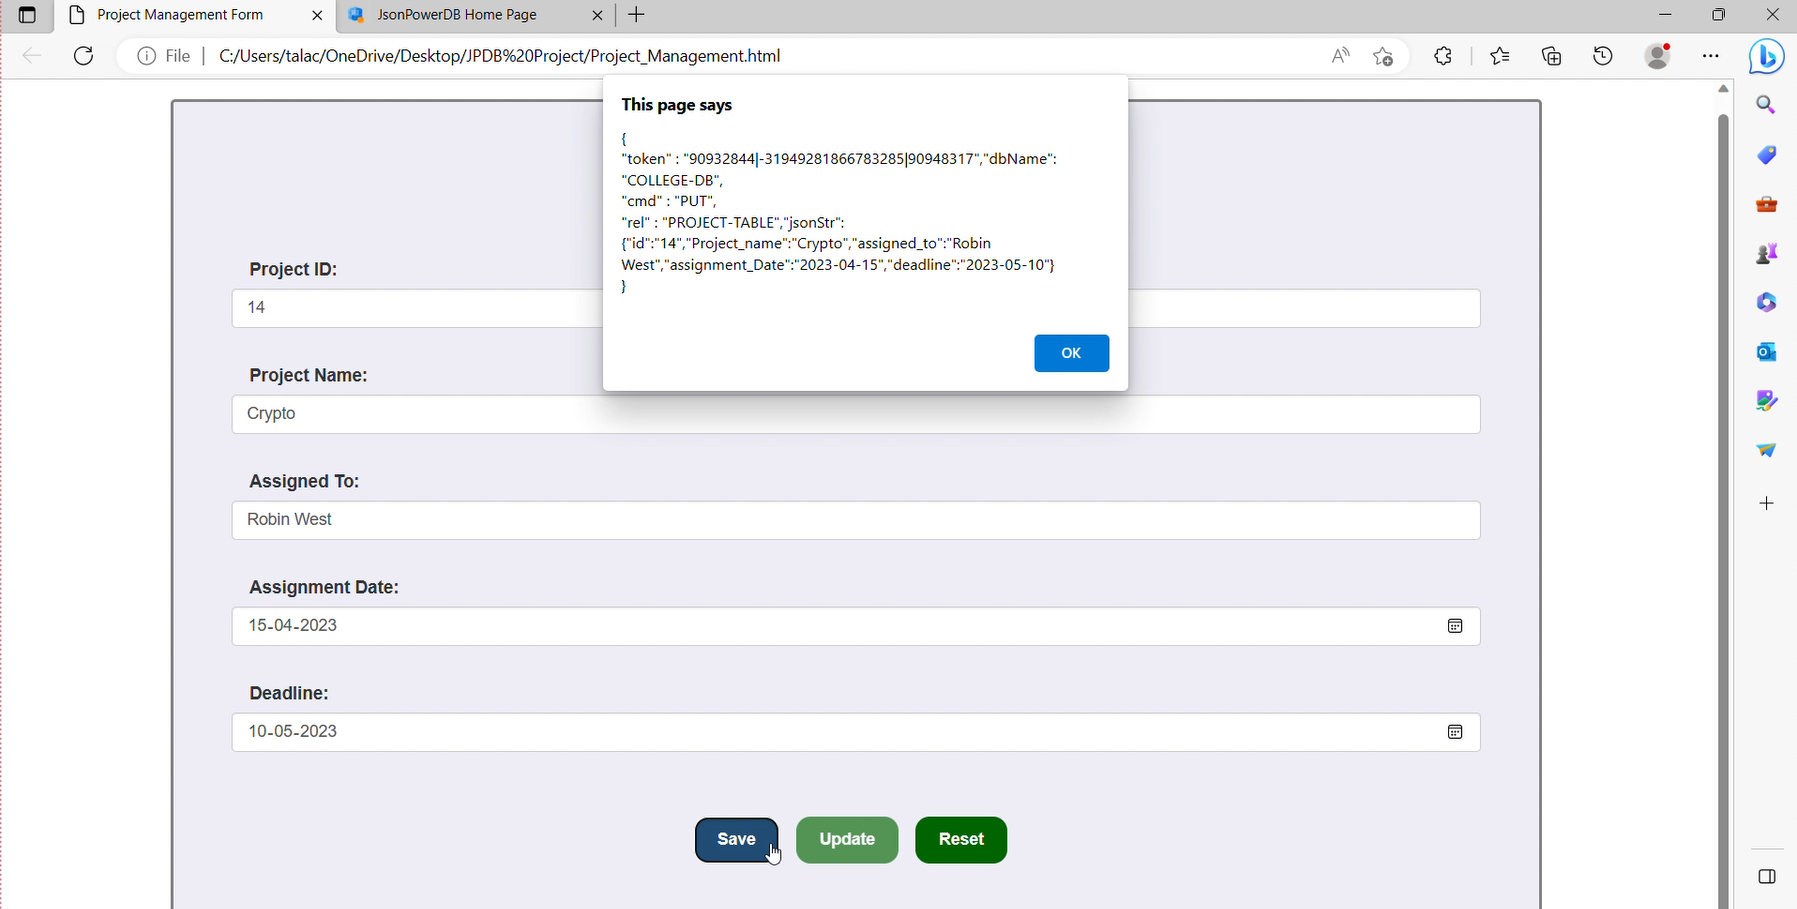 Project Management Form
JsonPowerDB Home Page
File
C:/Users/talac/OneDrive/Desktop/JPDB%20Project/Project_Management.html
This page says
{
"token" : "90932844|-31949281866783285|90948317","dbName":
"COLLEGE-DB",
"cmd" : "PUT",
"rel" : "PROJECT-TABLE","jsonStr":
{"id":"14","Project_name":"Crypto","assigned_to":"Robin
West","assignment_Date":"2023-04-15","deadline":"2023-05-10"}
}
OK
Project ID:
14
Project Name:
Crypto
Assigned To:
Robin West
Assignment Date:
15-04-2023
Deadline:
10-05-2023
Save
Update
Reset